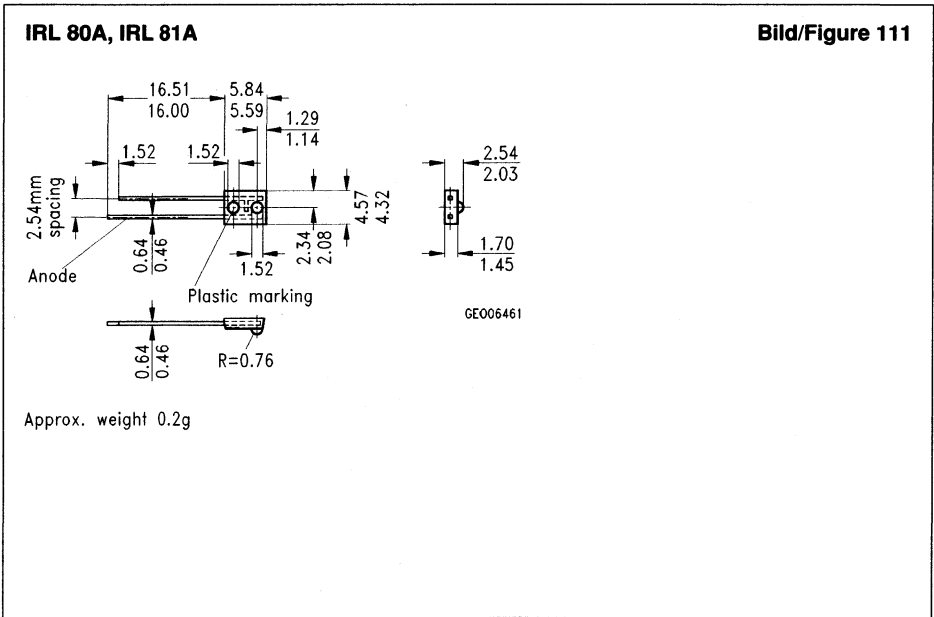 IRL 80A, IRL 81A
Bild/Figure 111
16.51
16.00
5.84
5.59
1.29
1.14
1.52
1.52
2.54
2.03
2.54mm
spacing
4.57
4.32
2.34
2.08
0.64
0.46
1.52
1.70
1.45
Anode
Plastic marking
GEO06461
0.64
0.46
R=0.76
Approx. weight 0.2g